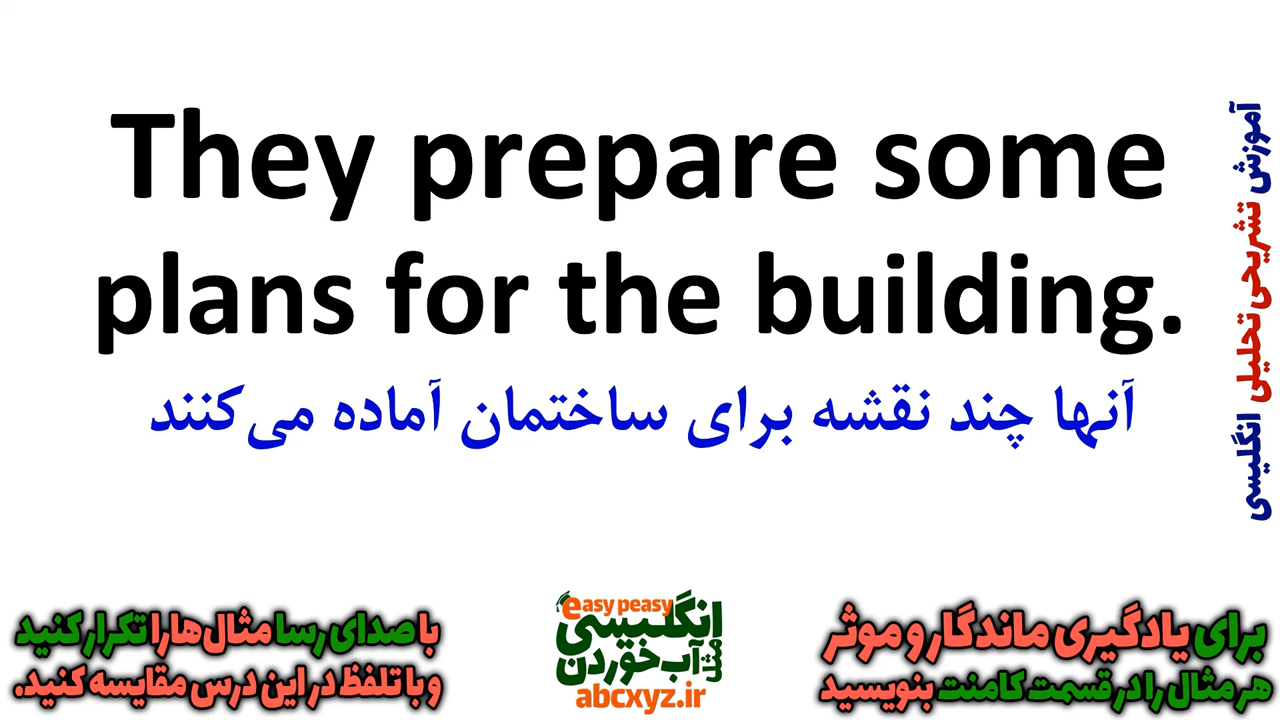 They prepare some
plans for the building.
آنها چند نقشه برای ساختمان آماده می‌کنند
آموزش تشریحی تحلیلی انگلیسی
برای یادگیری ماندگار و موثر
هر مثال را در قسمت کامنت بنویسید
easy peasy
انگلیسی
مثل آب خوردن
abcxyz.ir
با صدای رسا مثال‌ها را تکرار کنید
و با تلفظ در این درس مقایسه کنید.